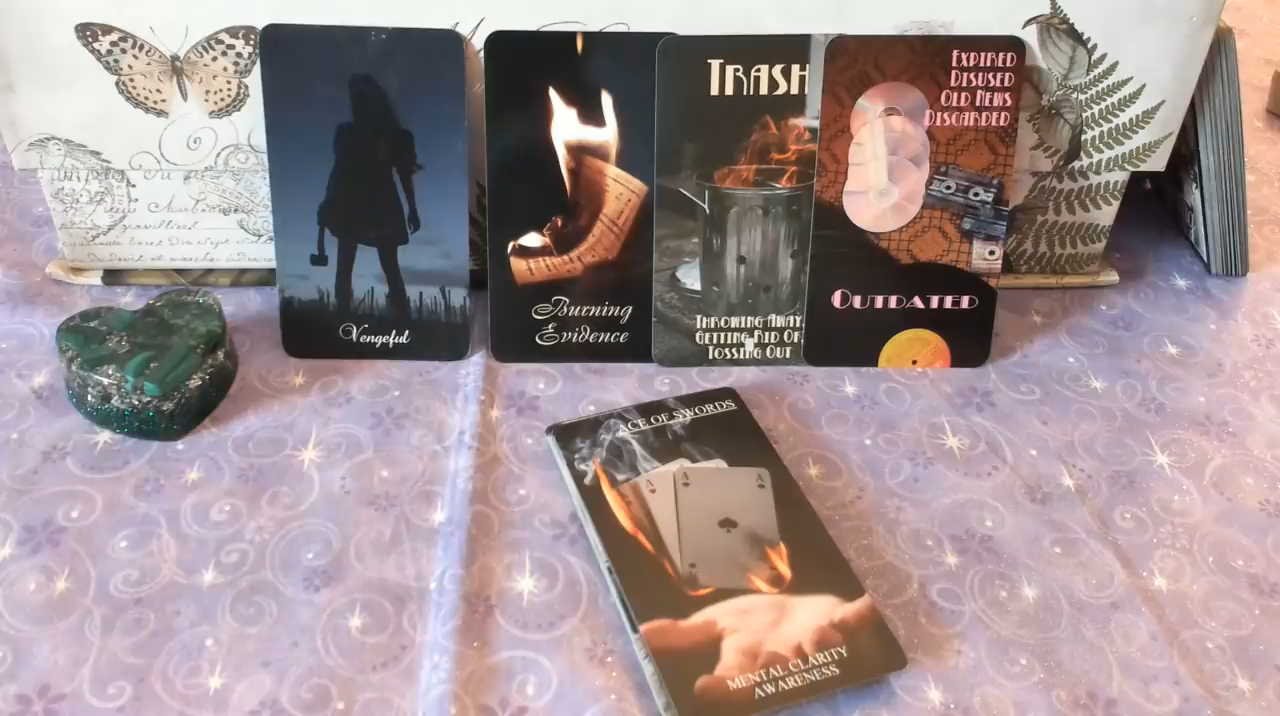 Vengeful
Burning
Evidence
TRASH
THROWING AWAY,
GETTING RID OF,
TOSSING OUT
EXPIRED
DISUSED
OLD NEWS
DISCARDED
OUTDATED
ACE OF SWORDS
A
A
A
MENTAL CLARITY
AWARENESS